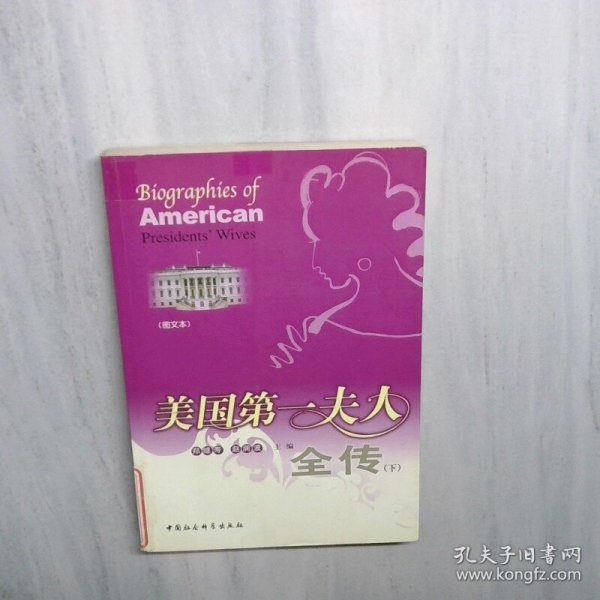 Biographies of
American
Presidents' Wives
(图文本)
美国第一夫人
主编
全传(下)
中国社会科学出版社
孔夫子旧书网
www.kongfz.com